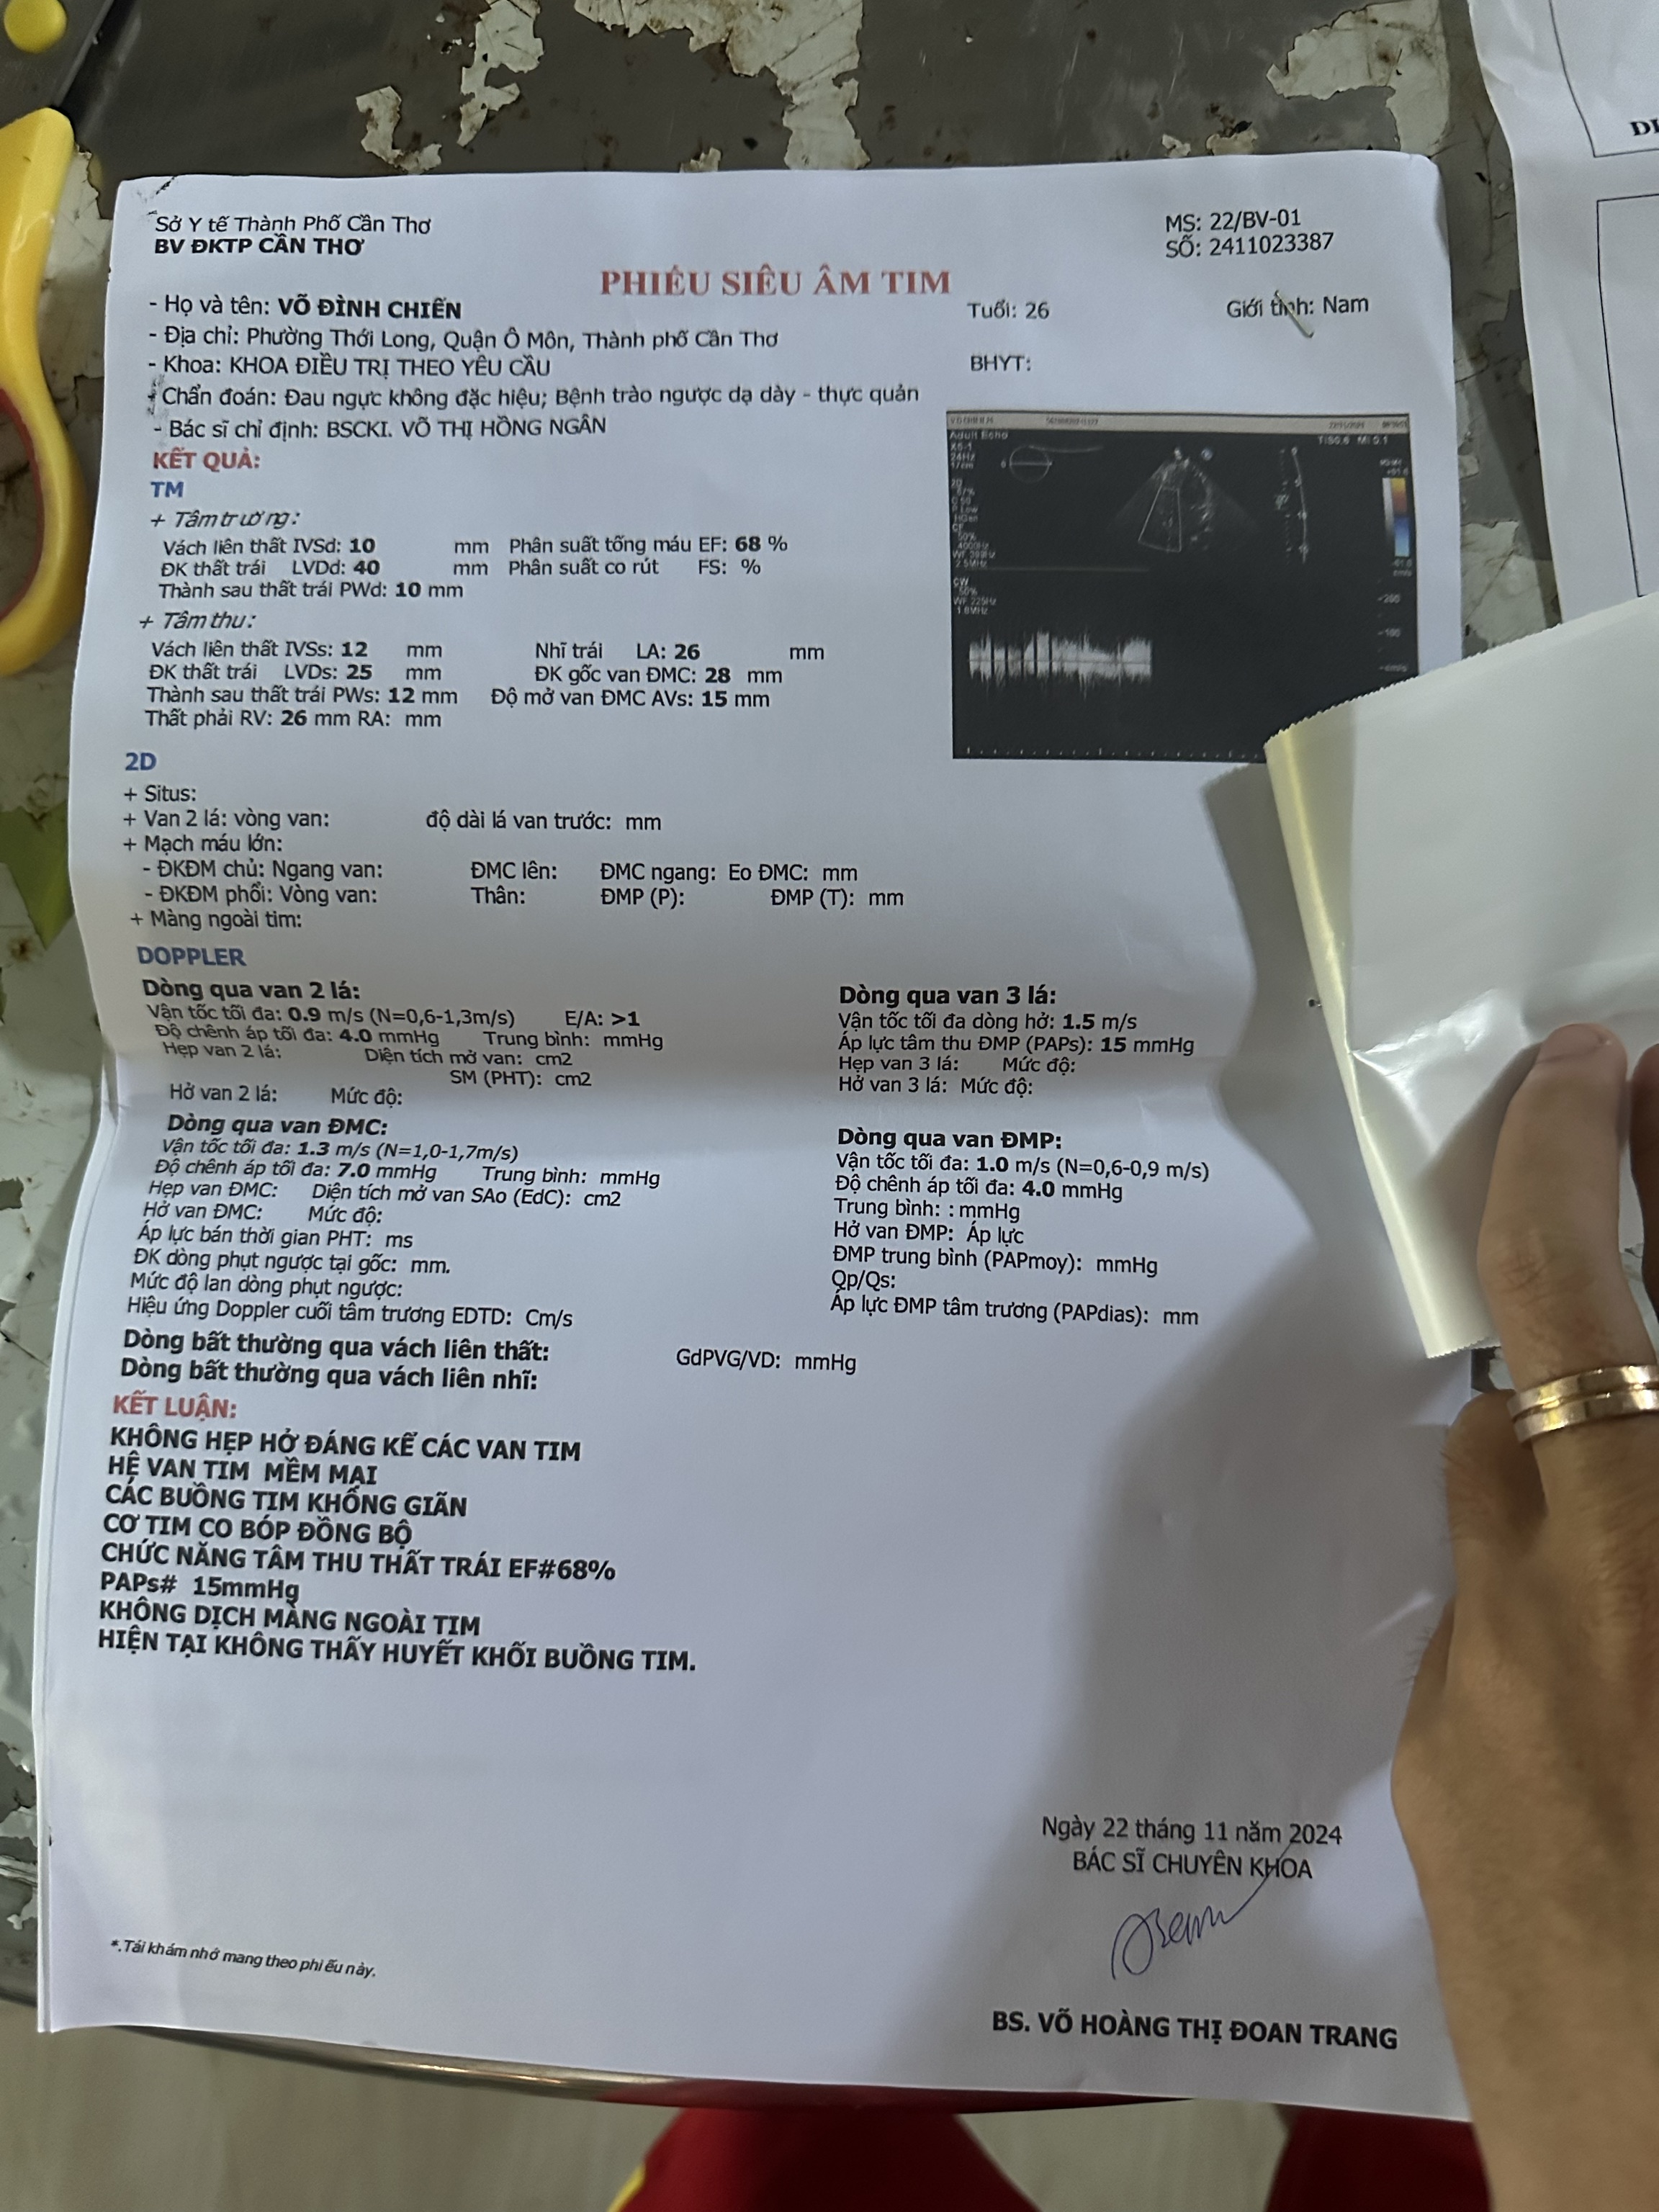 Sở Y tế Thành Phố Cần Thơ
BV ĐKTP CẦN THƠ
MS: 22/BV-01
SỐ: 2411023387
PHIẾU SIÊU ÂM TIM
- Họ và tên: VÕ ĐÌNH CHIẾN Tuổi: 26 Giới tính: Nam
- Địa chỉ: Phường Thới Long, Quận Ô Môn, Thành phố Cần Thơ
- Khoa: KHOA ĐIỀU TRỊ THEO YÊU CẦU BHYT:
- Chẩn đoán: Đau ngực không đặc hiệu; Bệnh trào ngược dạ dày - thực quản
- Bác sĩ chỉ định: BSCKI. VÕ THỊ HỒNG NGÂN
KẾT QUẢ:
TM
+ Tâm trương:
Vách liên thất IVSd: 10 mm Phân suất tống máu EF: 68 %
ĐK thất trái LVDd: 40 mm Phân suất co rút FS: %
Thành sau thất trái PWd: 10 mm
+ Tâm thu:
Vách liên thất IVSs: 12 mm Nhĩ trái LA: 26 mm
ĐK thất trái LVDs: 25 mm ĐK gốc van ĐMC: 28 mm
Thành sau thất trái PWs: 12 mm Độ mở van ĐMC AVs: 15 mm
Thất phải RV: 26 mm RA: mm
Adult Echo
TIS0.6 MI 0.1
X5-1
24Hz
17cm
2D
CF
CW
50%
WF 225Hz
1.8MHz
2D
+ Situs:
+ Van 2 lá: vòng van: độ dài lá van trước: mm
+ Mạch máu lớn:
- ĐKĐM chủ: Ngang van: ĐMC lên: ĐMC ngang: Eo ĐMC: mm
- ĐKĐM phổi: Vòng van: Thân: ĐMP (P): ĐMP (T): mm
+ Màng ngoài tim:
DOPPLER
Dòng qua van 2 lá:
Vận tốc tối đa: 0.9 m/s (N=0,6-1,3m/s) E/A: >1
Độ chênh áp tối đa: 4.0 mmHg Trung bình: mmHg
Hẹp van 2 lá: Diện tích mở van: cm2
SM (PHT): cm2
Hở van 2 lá: Mức độ:
Dòng qua van 3 lá:
Vận tốc tối đa dòng hở: 1.5 m/s
Áp lực tâm thu ĐMP (PAPs): 15 mmHg
Hẹp van 3 lá: Mức độ:
Hở van 3 lá: Mức độ:
Dòng qua van ĐMC:
Vận tốc tối đa: 1.3 m/s (N=1,0-1,7m/s)
Độ chênh áp tối đa: 7.0 mmHg Trung bình: mmHg
Hẹp van ĐMC: Diện tích mở van SAo (EdC): cm2
Hở van ĐMC: Mức độ:
Áp lực bán thời gian PHT: ms
ĐK dòng phụt ngược tại gốc: mm.
Mức độ lan dòng phụt ngược:
Hiệu ứng Doppler cuối tâm trương EDTD: Cm/s
Dòng qua van ĐMP:
Vận tốc tối đa: 1.0 m/s (N=0,6-0,9 m/s)
Độ chênh áp tối đa: 4.0 mmHg
Trung bình: : mmHg
Hở van ĐMP: Áp lực
ĐMP trung bình (PAPmoy): mmHg
Qp/Qs:
Áp lực ĐMP tâm trương (PAPdias): mm
Dòng bất thường qua vách liên thất: GdPVG/VD: mmHg
Dòng bất thường qua vách liên nhĩ:
KẾT LUẬN:
KHÔNG HẸP HỞ ĐÁNG KỂ CÁC VAN TIM
HỆ VAN TIM MỀM MẠI
CÁC BUỒNG TIM KHÔNG GIÃN
CƠ TIM CO BÓP ĐỒNG BỘ
CHỨC NĂNG TÂM THU THẤT TRÁI EF#68%
PAPs# 15mmHg
KHÔNG DỊCH MÀNG NGOÀI TIM
HIỆN TẠI KHÔNG THẤY HUYẾT KHỐI BUỒNG TIM.
Ngày 22 tháng 11 năm 2024
BÁC SĨ CHUYÊN KHOA
*.Tái khám nhớ mang theo phiếu này.
BS. VÕ HOÀNG THỊ ĐOAN TRANG